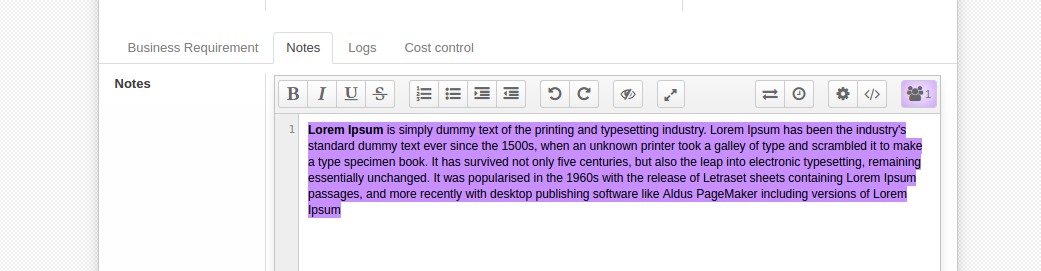 Business Requirement Notes Logs Cost control
Notes
B I U S 1 2 3 </> 1
1 Lorem Ipsum is simply dummy text of the printing and typesetting industry. Lorem Ipsum has been the industry's
standard dummy text ever since the 1500s, when an unknown printer took a galley of type and scrambled it to make
a type specimen book. It has survived not only five centuries, but also the leap into electronic typesetting, remaining
essentially unchanged. It was popularised in the 1960s with the release of Letraset sheets containing Lorem Ipsum
passages, and more recently with desktop publishing software like Aldus PageMaker including versions of Lorem
Ipsum